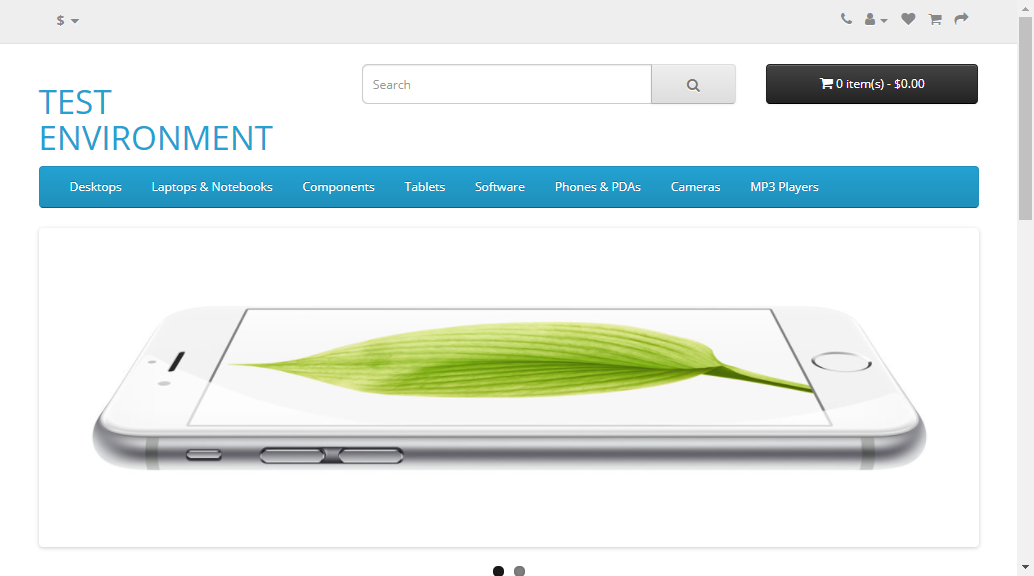 $
Search
0 item(s) - $0.00
TEST
ENVIRONMENT
Desktops
Laptops & Notebooks
Components
Tablets
Software
Phones & PDAs
Cameras
MP3 Players